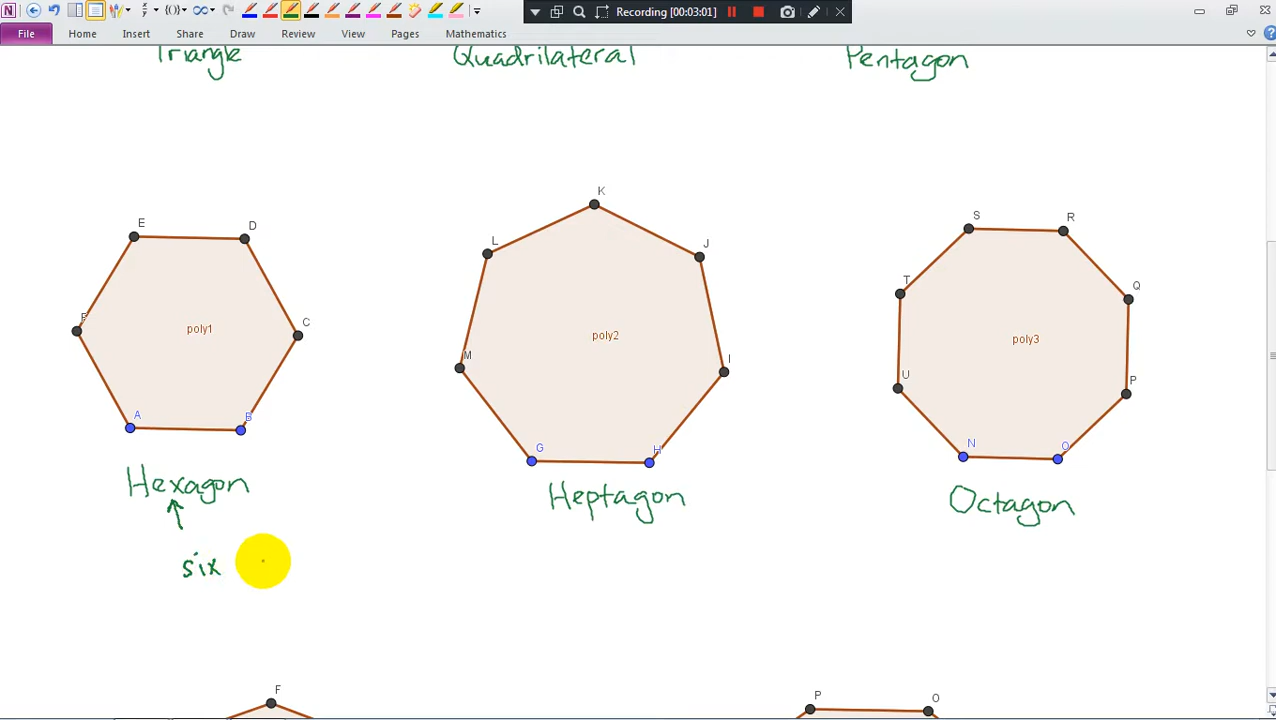 Recording [00:03:01]
File Home Insert Share Draw Review View Pages Mathematics
Triangle Quadrilateral Pentagon
K
E D
L J
S R
T Q
F C
poly1
poly2
poly3
M I
U P
A B
G H
N O
Hexagon
Heptagon
Octagon
six
F
P O